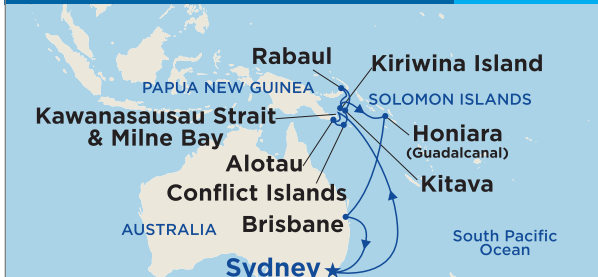 Rabaul
Kiriwina Island
PAPUA NEW GUINEA
SOLOMON ISLANDS
Kawanasausau Strait
& Milne Bay
Honiara
(Guadalcanal)
Alotau
Kitava
Conflict Islands
AUSTRALIA
Brisbane
South Pacific
Ocean
Sydney